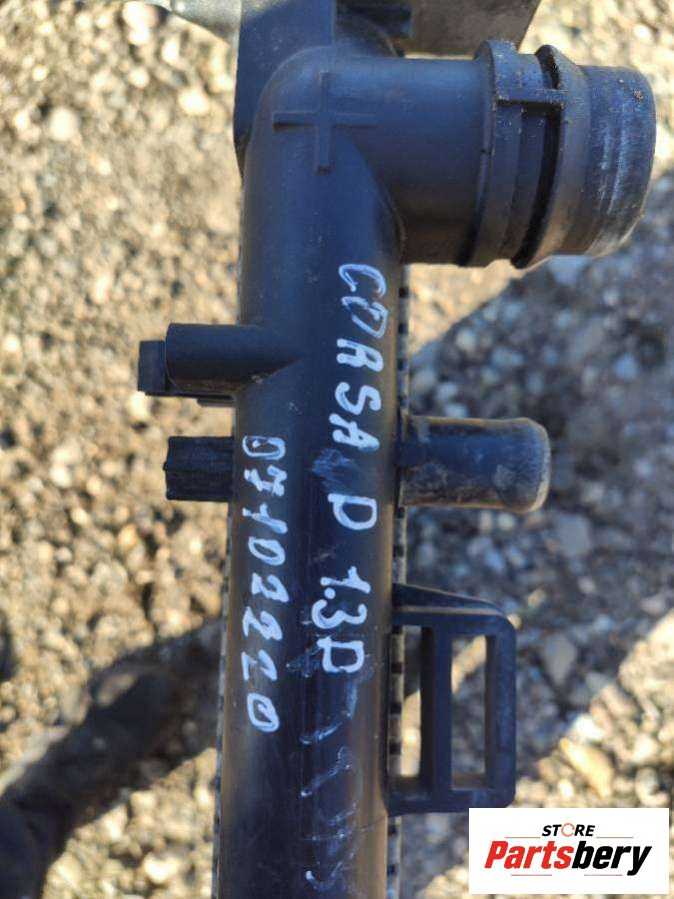 CORSA D 1.3D
07102220
STORE
Partsbery